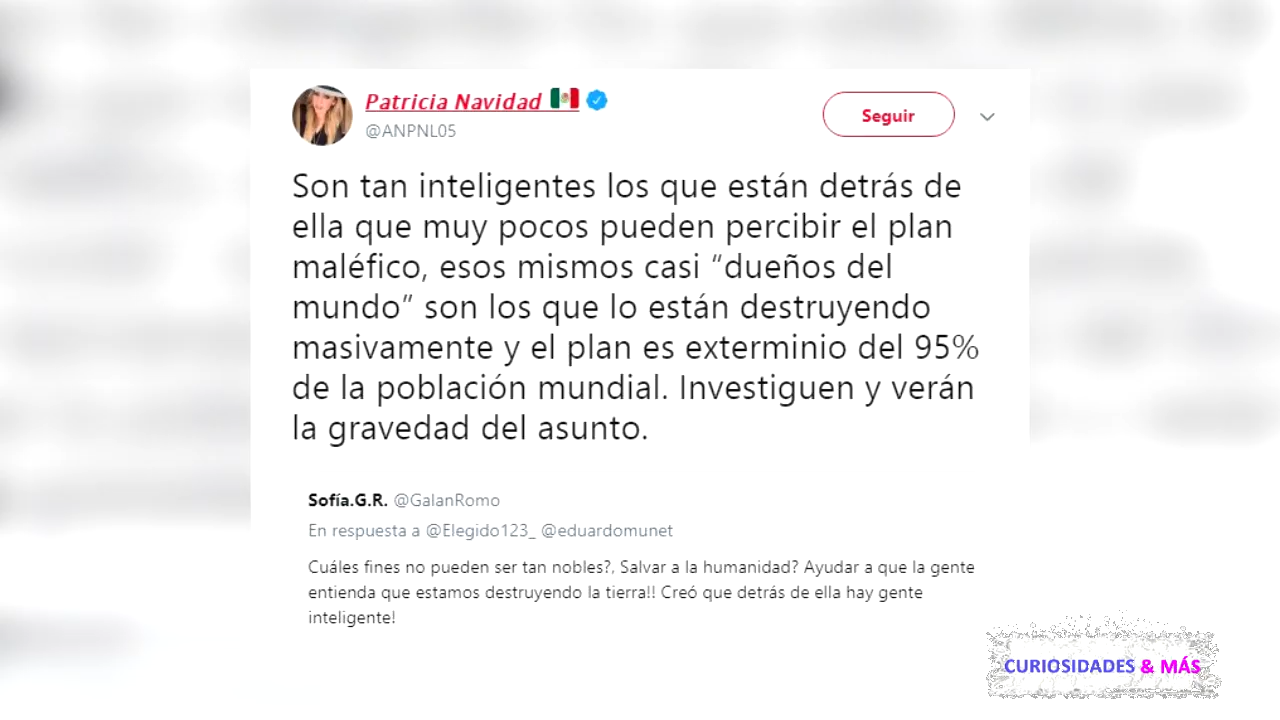 Patricia Navidad
@ANPNL05
Seguir
Son tan inteligentes los que están detrás de
ella que muy pocos pueden percibir el plan
maléfico, esos mismos casi “dueños del
mundo” son los que lo están destruyendo
masivamente y el plan es exterminio del 95%
de la población mundial. Investiguen y verán
la gravedad del asunto.
Sofía.G.R. @GalanRomo
En respuesta a @Elegido123_ @eduardomunet
Cuáles fines no pueden ser tan nobles?, Salvar a la humanidad? Ayudar a que la gente
entienda que estamos destruyendo la tierra!! Creó que detrás de ella hay gente
inteligente!
CURIOSIDADES & MÁS